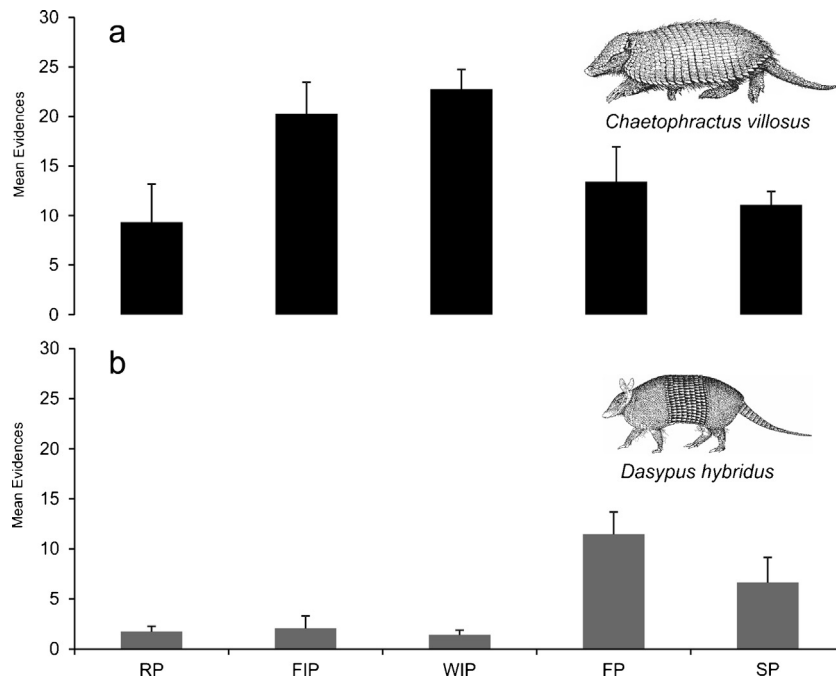 a
30
25
20
15
10
5
0
Mean Evidences
Chaetophractus villosus
b
30
25
20
15
10
5
0
Mean Evidences
Dasypus hybridus
RP FIP WIP FP SP